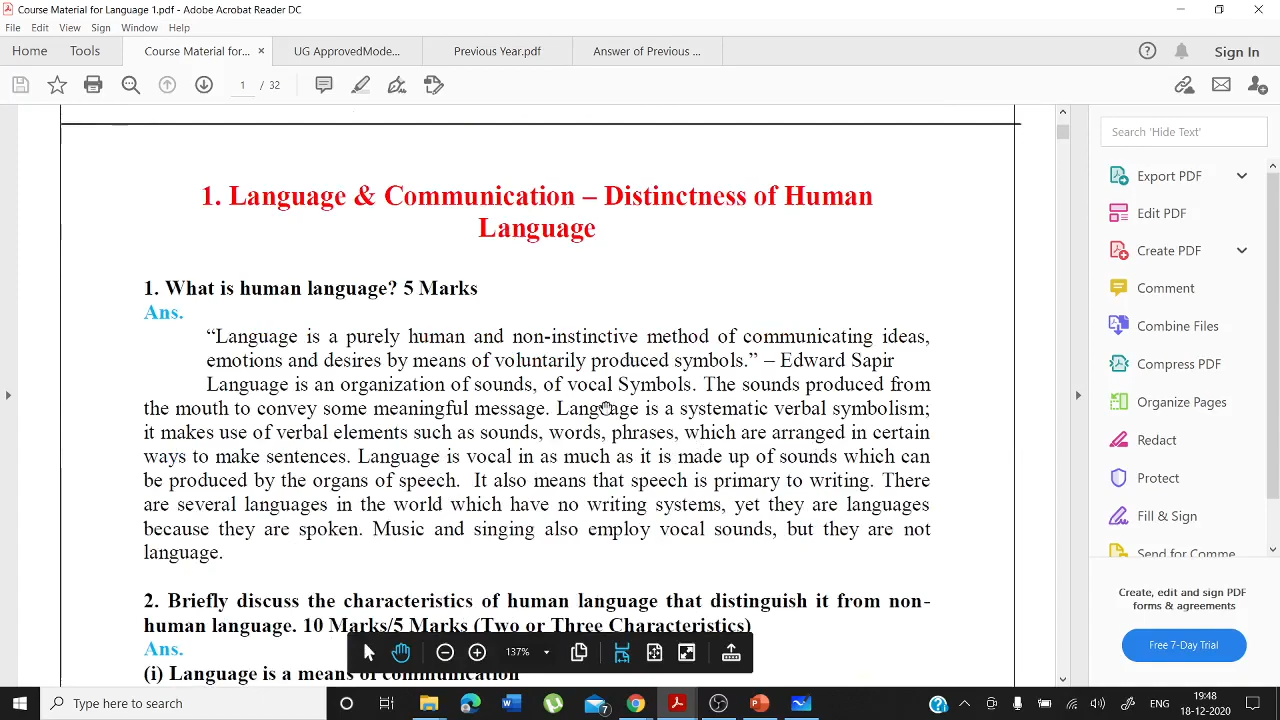 Course Material for Language 1.pdf - Adobe Acrobat Reader DC
File Edit View Sign Window Help
Home Tools Course Material for... × UG ApprovedMode... Previous Year.pdf Answer of Previous ... Sign In
1 / 32
1. Language & Communication – Distinctness of Human
Language
1. What is human language? 5 Marks
Ans.
“Language is a purely human and non-instinctive method of communicating ideas,
emotions and desires by means of voluntarily produced symbols.” – Edward Sapir
Language is an organization of sounds, of vocal Symbols. The sounds produced from
the mouth to convey some meaningful message. Language is a systematic verbal symbolism;
it makes use of verbal elements such as sounds, words, phrases, which are arranged in certain
ways to make sentences. Language is vocal in as much as it is made up of sounds which can
be produced by the organs of speech. It also means that speech is primary to writing. There
are several languages in the world which have no writing systems, yet they are languages
because they are spoken. Music and singing also employ vocal sounds, but they are not
language.
2. Briefly discuss the characteristics of human language that distinguish it from non-
human language. 10 Marks/5 Marks (Two or Three Characteristics)
Ans.
(i) Language is a means of communication
137%
Search 'Hide Text'
Export PDF
Edit PDF
Create PDF
Comment
Combine Files
Compress PDF
Organize Pages
Redact
Protect
Fill & Sign
Send for Comme
Create, edit and sign PDF
forms & agreements
Free 7-Day Trial
Type here to search
7
ENG
19:48
18-12-2020